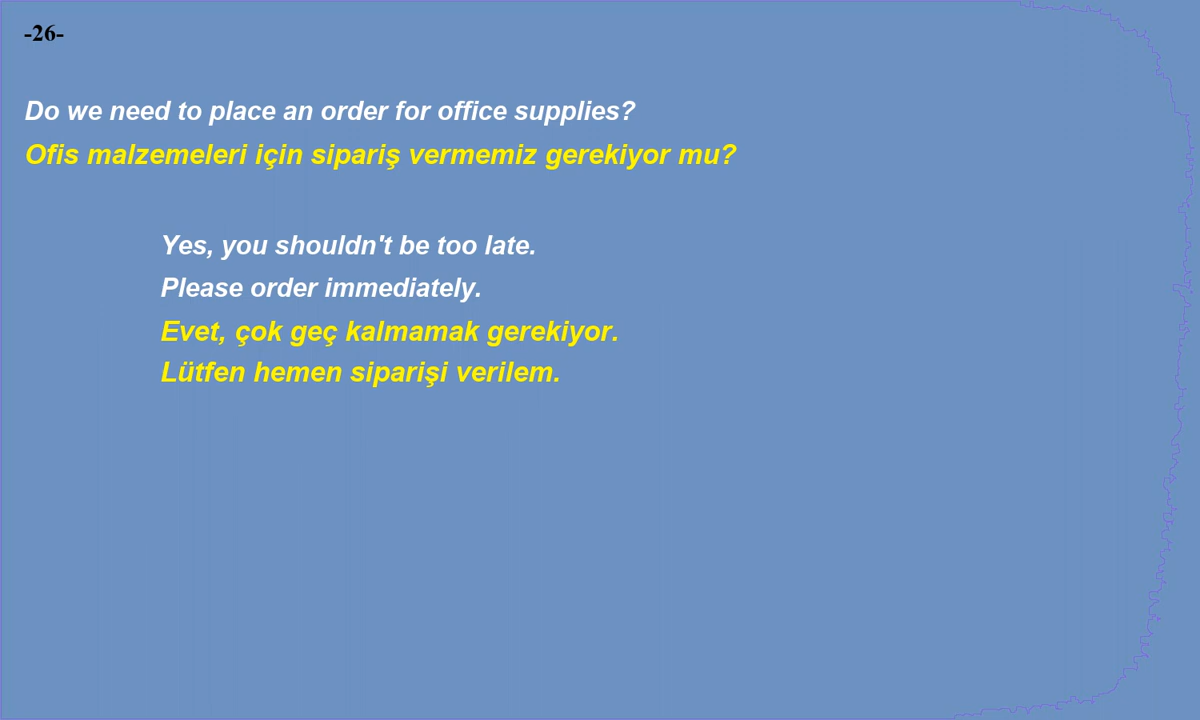 -26-
Do we need to place an order for office supplies?
Ofis malzemeleri için sipariş vermemiz gerekiyor mu?
Yes, you shouldn't be too late.
Please order immediately.
Evet, çok geç kalmamak gerekiyor.
Lütfen hemen siparişi verilem.